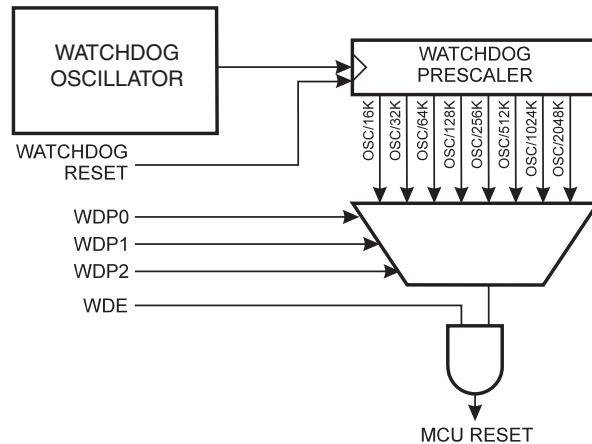 WATCHDOG
OSCILLATOR
WATCHDOG
PRESCALER
WATCHDOG
RESET
OSC/16K
OSC/32K
OSC/64K
OSC/128K
OSC/256K
OSC/512K
OSC/1024K
OSC/2048K
WDP0
WDP1
WDP2
WDE
MCU RESET